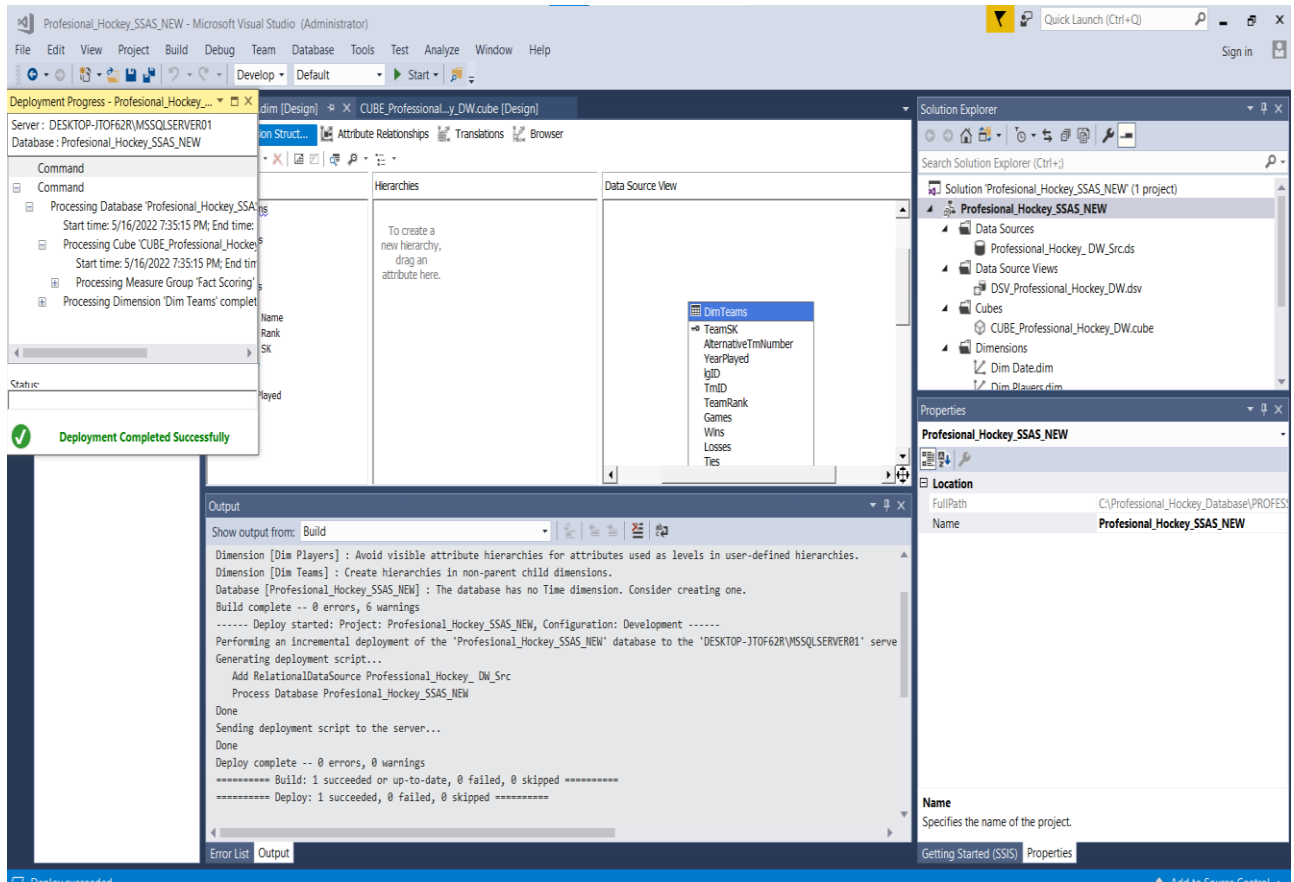 Profesional_Hockey_SSAS_NEW - Microsoft Visual Studio (Administrator)
Quick Launch (Ctrl+Q)
File Edit View Project Build Debug Team Database Tools Test Analyze Window Help
Sign in
Develop Default Start
Deployment Progress - Profesional_Hockey_...
Server : DESKTOP-JTOF62R\MSSQLSERVER01
Database : Profesional_Hockey_SSAS_NEW
Command
Command
Processing Database 'Profesional_Hockey_SSA
Start time: 5/16/2022 7:35:15 PM; End time:
Processing Cube 'CUBE_Professional_Hockey
Start time: 5/16/2022 7:35:15 PM; End tim
Processing Measure Group 'Fact Scoring'
Processing Dimension 'Dim Teams' complet
Status:
Deployment Completed Successfully
.dim [Design] CUBE_Professional...y_DW.cube [Design]
ion Struct... Attribute Relationships Translations Browser
Hierarchies
Data Source View
Name
Rank
SK
Played
To create a
new hierarchy,
drag an
attribute here.
DimTeams
TeamSK
AlternativeTmNumber
YearPlayed
lgID
TmID
TeamRank
Games
Wins
Losses
Ties
Output
Show output from: Build
Dimension [Dim Players] : Avoid visible attribute hierarchies for attributes used as levels in user-defined hierarchies.
Dimension [Dim Teams] : Create hierarchies in non-parent child dimensions.
Database [Profesional_Hockey_SSAS_NEW] : The database has no Time dimension. Consider creating one.
Build complete -- 0 errors, 6 warnings
------ Deploy started: Project: Profesional_Hockey_SSAS_NEW, Configuration: Development ------
Performing an incremental deployment of the 'Profesional_Hockey_SSAS_NEW' database to the 'DESKTOP-JTOF62R\MSSQLSERVER01' serve
Generating deployment script...
Add RelationalDataSource Professional_Hockey_ DW_Src
Process Database Profesional_Hockey_SSAS_NEW
Done
Sending deployment script to the server...
Done
Deploy complete -- 0 errors, 0 warnings
========== Build: 1 succeeded or up-to-date, 0 failed, 0 skipped ==========
========== Deploy: 1 succeeded, 0 failed, 0 skipped ==========
Error List Output
Solution Explorer
Search Solution Explorer (Ctrl+;)
Solution 'Profesional_Hockey_SSAS_NEW' (1 project)
Profesional_Hockey_SSAS_NEW
Data Sources
Professional_Hockey_ DW_Src.ds
Data Source Views
DSV_Professional_Hockey_DW.dsv
Cubes
CUBE_Professional_Hockey_DW.cube
Dimensions
Dim Date.dim
Dim Players.dim
Properties
Profesional_Hockey_SSAS_NEW
Location
FullPath C:\Professional_Hockey_Database\PROFES
Name Profesional_Hockey_SSAS_NEW
Name
Specifies the name of the project.
Getting Started (SSIS) Properties
Deploy succeeded
Add to Source Control